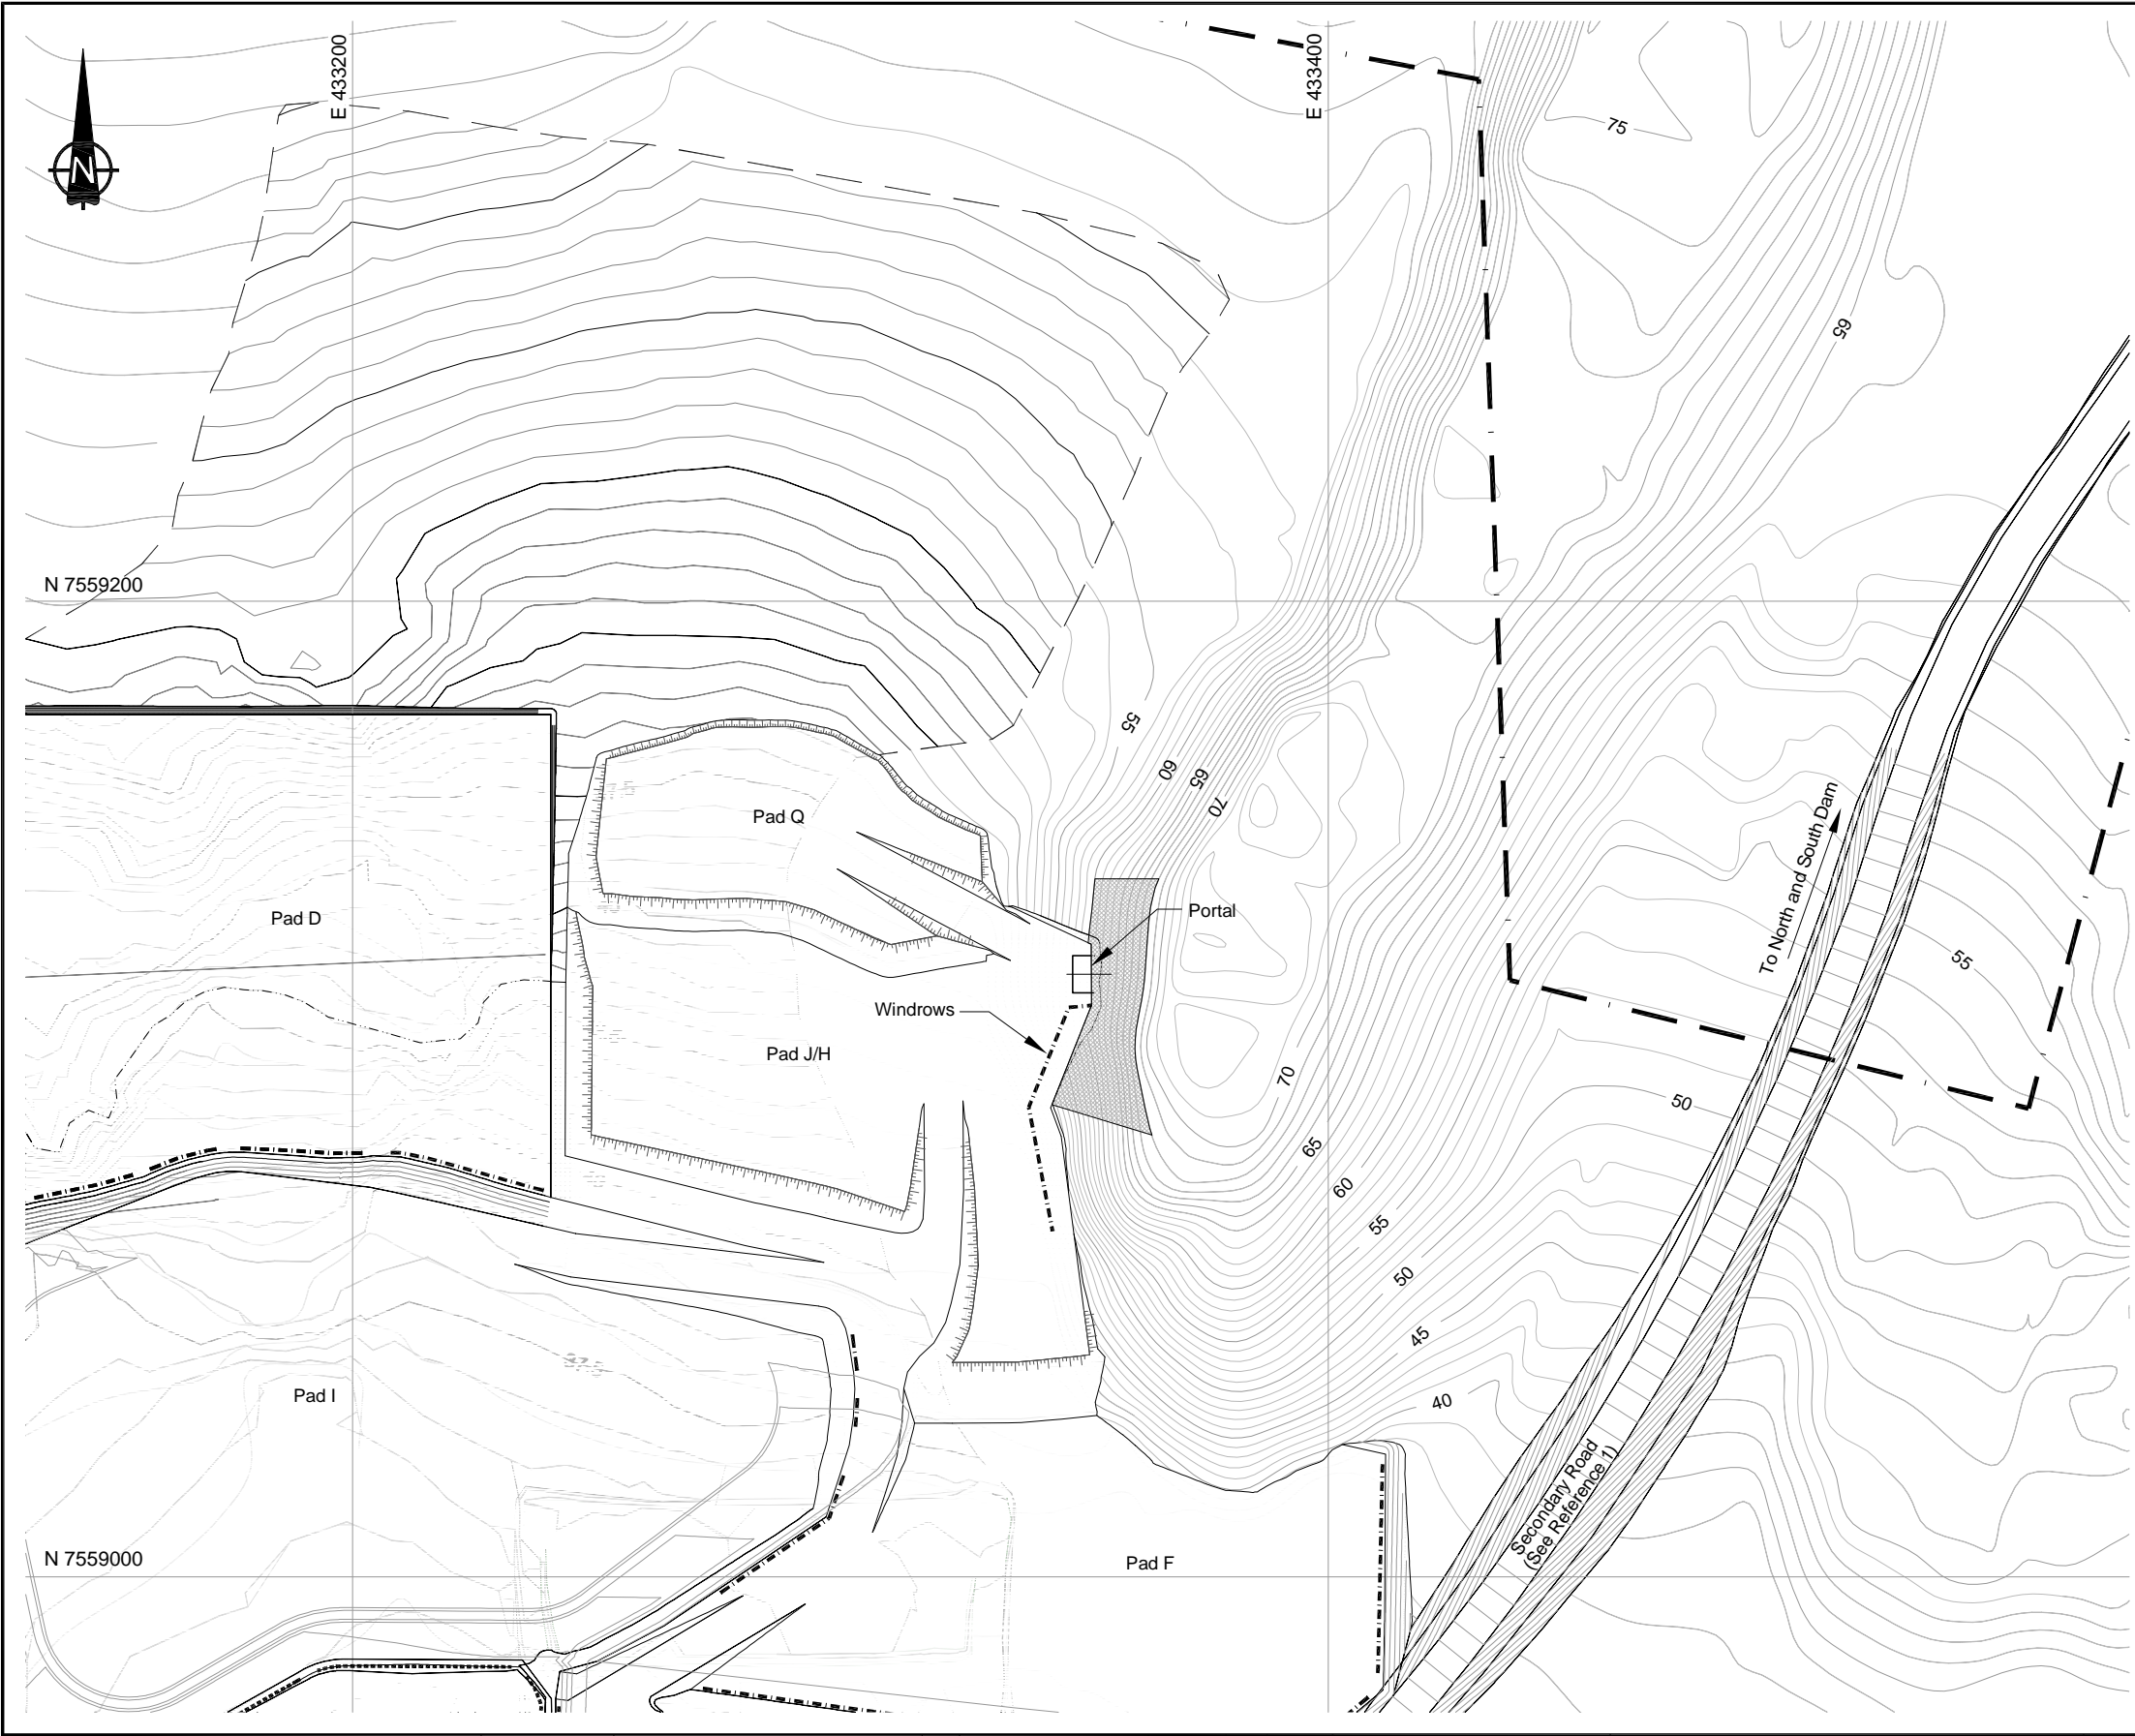 E 433200
E 433400
N
75
65
N 7559200
55
60
65
70
Pad Q
To North and South Dam
Portal
Pad D
55
Windrows
Pad J/H
70
50
65
60
55
50
45
Pad I
40
Secondary Road
(See Reference 1)
N 7559000
Pad F